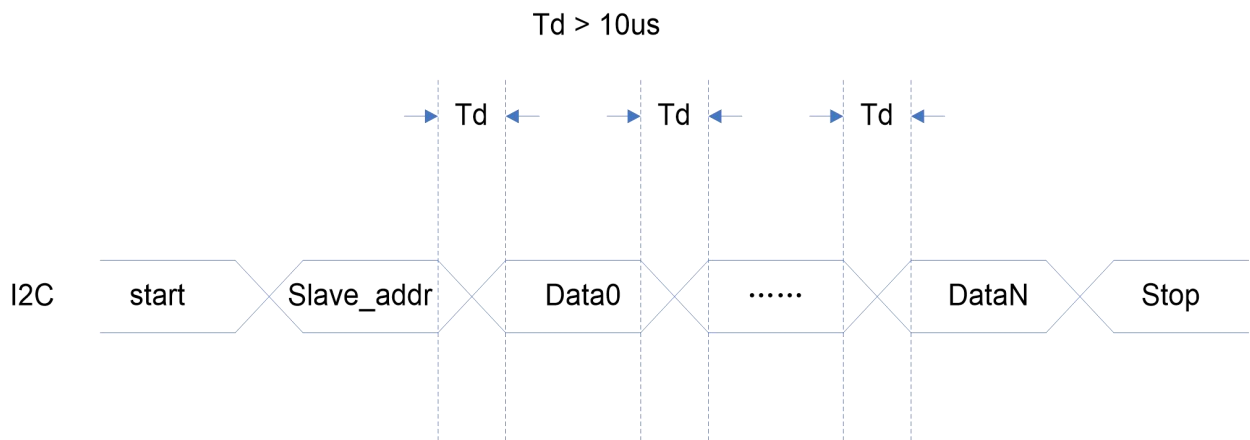 Td > 10us
Td Td Td
I2C start Slave_addr Data0 ······ DataN Stop